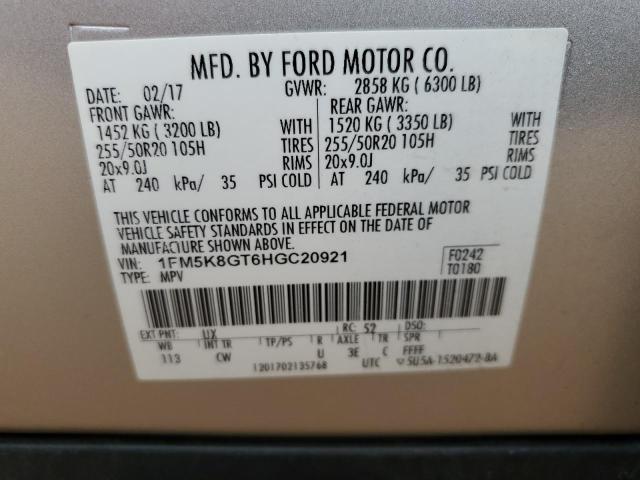 MFD. BY FORD MOTOR CO.
DATE: 02/17 GVWR: 2858 KG ( 6300 LB)
FRONT GAWR: REAR GAWR:
1452 KG ( 3200 LB) WITH 1520 KG ( 3350 LB) WITH
255/50R20 105H TIRES 255/50R20 105H TIRES
20x9.0J RIMS 20x9.0J RIMS
AT 240 kPa/ 35 PSI COLD AT 240 kPa/ 35 PSI COLD
THIS VEHICLE CONFORMS TO ALL APPLICABLE FEDERAL MOTOR
VEHICLE SAFETY STANDARDS IN EFFECT ON THE DATE OF
MANUFACTURE SHOWN ABOVE.
VIN: 1FM5K8GT6HGC20921 F0242
TYPE: MPV T0180
EXT PNT: UX RC: 52 DSO:
WB INT TR TP/PS R AXLE TR SPR
113 CW U 3E C FFFF
1201702135768 UTC 5U5A-1520472-BA